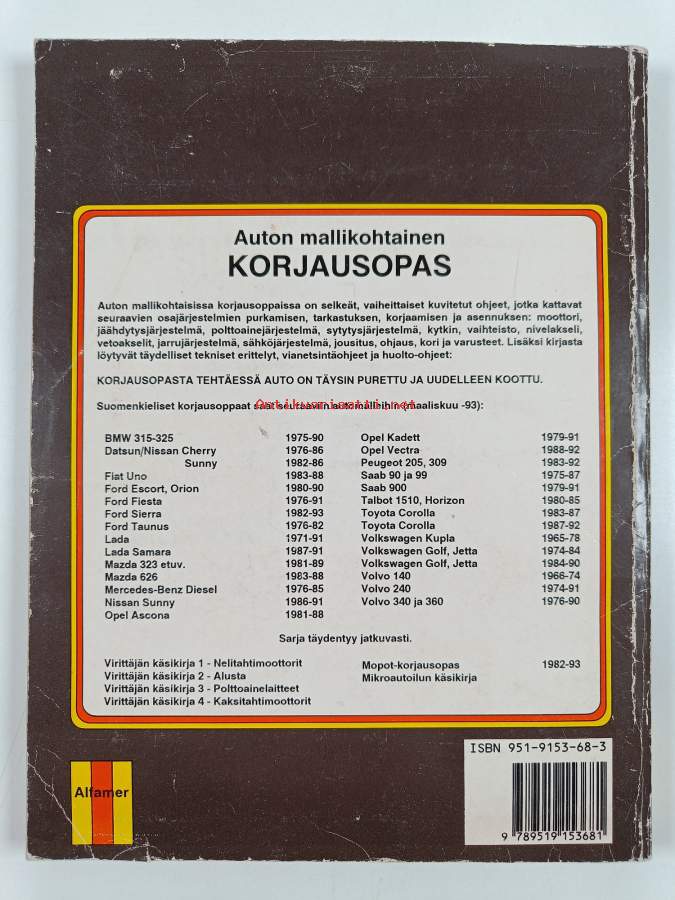 Auton mallikohtainen
KORJAUSOPAS
Auton mallikohtaisissa korjausoppaissa on selkeät, vaiheittaiset kuvitetut ohjeet, jotka kattavat
seuraavien osajärjestelmien purkamisen, tarkastuksen, korjaamisen ja asennuksen: moottori,
jäähdytysjärjestelmä, polttoainejärjestelmä, sytytysjärjestelmä, kytkin, vaihteisto, nivelakseli,
vetoakselit, jarrujärjestelmä, sähköjärjestelmä, jousitus, ohjaus, kori ja varusteet. Lisäksi kirjasta
löytyvät täydelliset tekniset erittelyt, vianetsintäohjeet ja huolto-ohjeet:
KORJAUSOPASTA TEHTÄESSÄ AUTO ON TÄYSIN PURETTU JA UUDELLEEN KOOTTU.
Antikvariaatti.net
Suomenkieliset korjausoppaat saat seuraaviin automalleihin (maaliskuu -93):
BMW 315-325 1975-90 Opel Kadett 1979-91
Datsun/Nissan Cherry 1976-86 Opel Vectra 1988-92
Sunny 1982-86 Peugeot 205, 309 1983-92
Fiat Uno 1983-88 Saab 90 ja 99 1975-87
Ford Escort, Orion 1980-90 Saab 900 1979-91
Ford Fiesta 1976-91 Talbot 1510, Horizon 1980-85
Ford Sierra 1982-93 Toyota Corolla 1983-87
Ford Taunus 1976-82 Toyota Corolla 1987-92
Lada 1971-91 Volkswagen Kupla 1965-78
Lada Samara 1987-91 Volkswagen Golf, Jetta 1974-84
Mazda 323 etuv. 1981-89 Volkswagen Golf, Jetta 1984-90
Mazda 626 1983-88 Volvo 140 1966-74
Mercedes-Benz Diesel 1976-85 Volvo 240 1974-91
Nissan Sunny 1986-91 Volvo 340 ja 360 1976-90
Opel Ascona 1981-88
Sarja täydentyy jatkuvasti.
Virittäjän käsikirja 1 - Nelitahtimoottorit Mopot-korjausopas 1982-93
Virittäjän käsikirja 2 - Alusta Mikroautoilun käsikirja
Virittäjän käsikirja 3 - Polttoainelaitteet
Virittäjän käsikirja 4 - Kaksitahtimoottorit
ISBN 951-9153-68-3
Alfamer
9 789519 153681